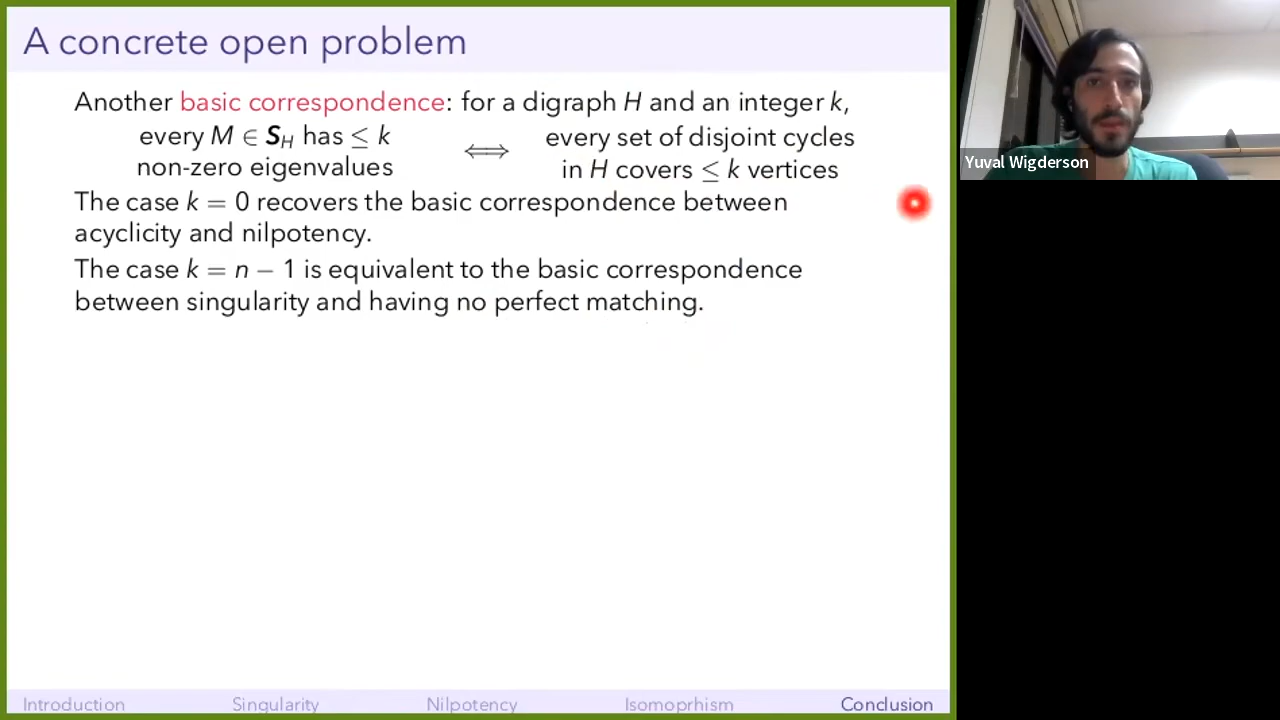 A concrete open problem
Another basic correspondence: for a digraph H and an integer k,
every M ∈ S_H has ≤ k
non-zero eigenvalues
⟺
every set of disjoint cycles
in H covers ≤ k vertices
The case k = 0 recovers the basic correspondence between
acyclicity and nilpotency.
The case k = n − 1 is equivalent to the basic correspondence
between singularity and having no perfect matching.
Introduction Singularity Nilpotency Isomoprhism Conclusion
Yuval Wigderson